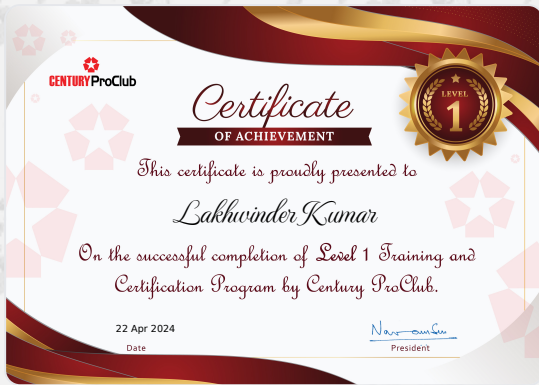 CENTURY ProClub
Certificate
OF ACHIEVEMENT
LEVEL
1
This certificate is proudly presented to
Lakhwinder Kumar
On the successful completion of Level 1 Training and
Certification Program by Century ProClub.
22 Apr 2024
Date
President